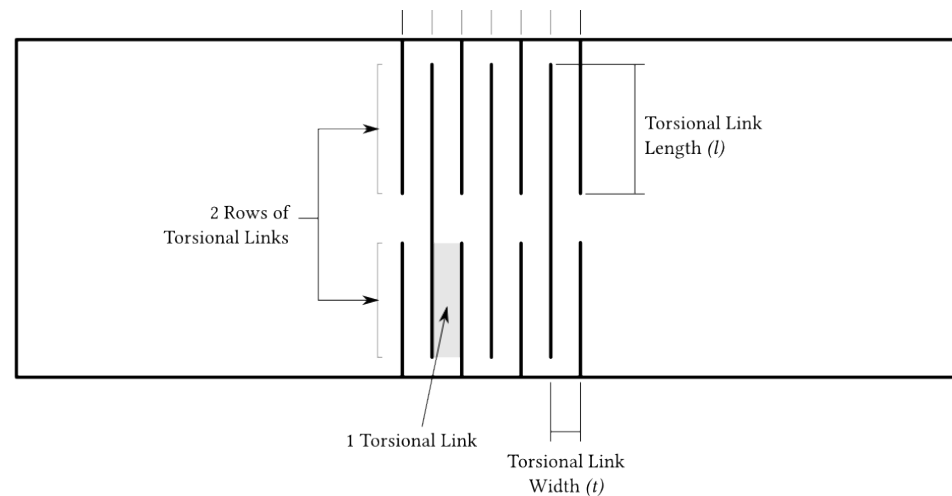 Torsional Link
Length (l)
2 Rows of
Torsional Links
1 Torsional Link
Torsional Link
Width (t)